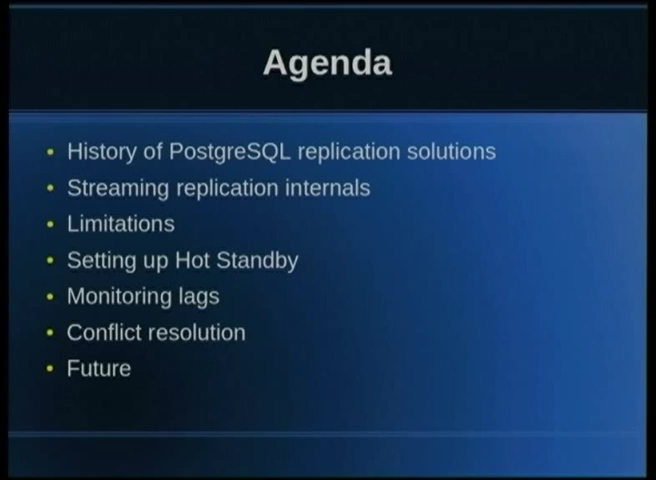 Agenda
• History of PostgreSQL replication solutions
• Streaming replication internals
• Limitations
• Setting up Hot Standby
• Monitoring lags
• Conflict resolution
• Future